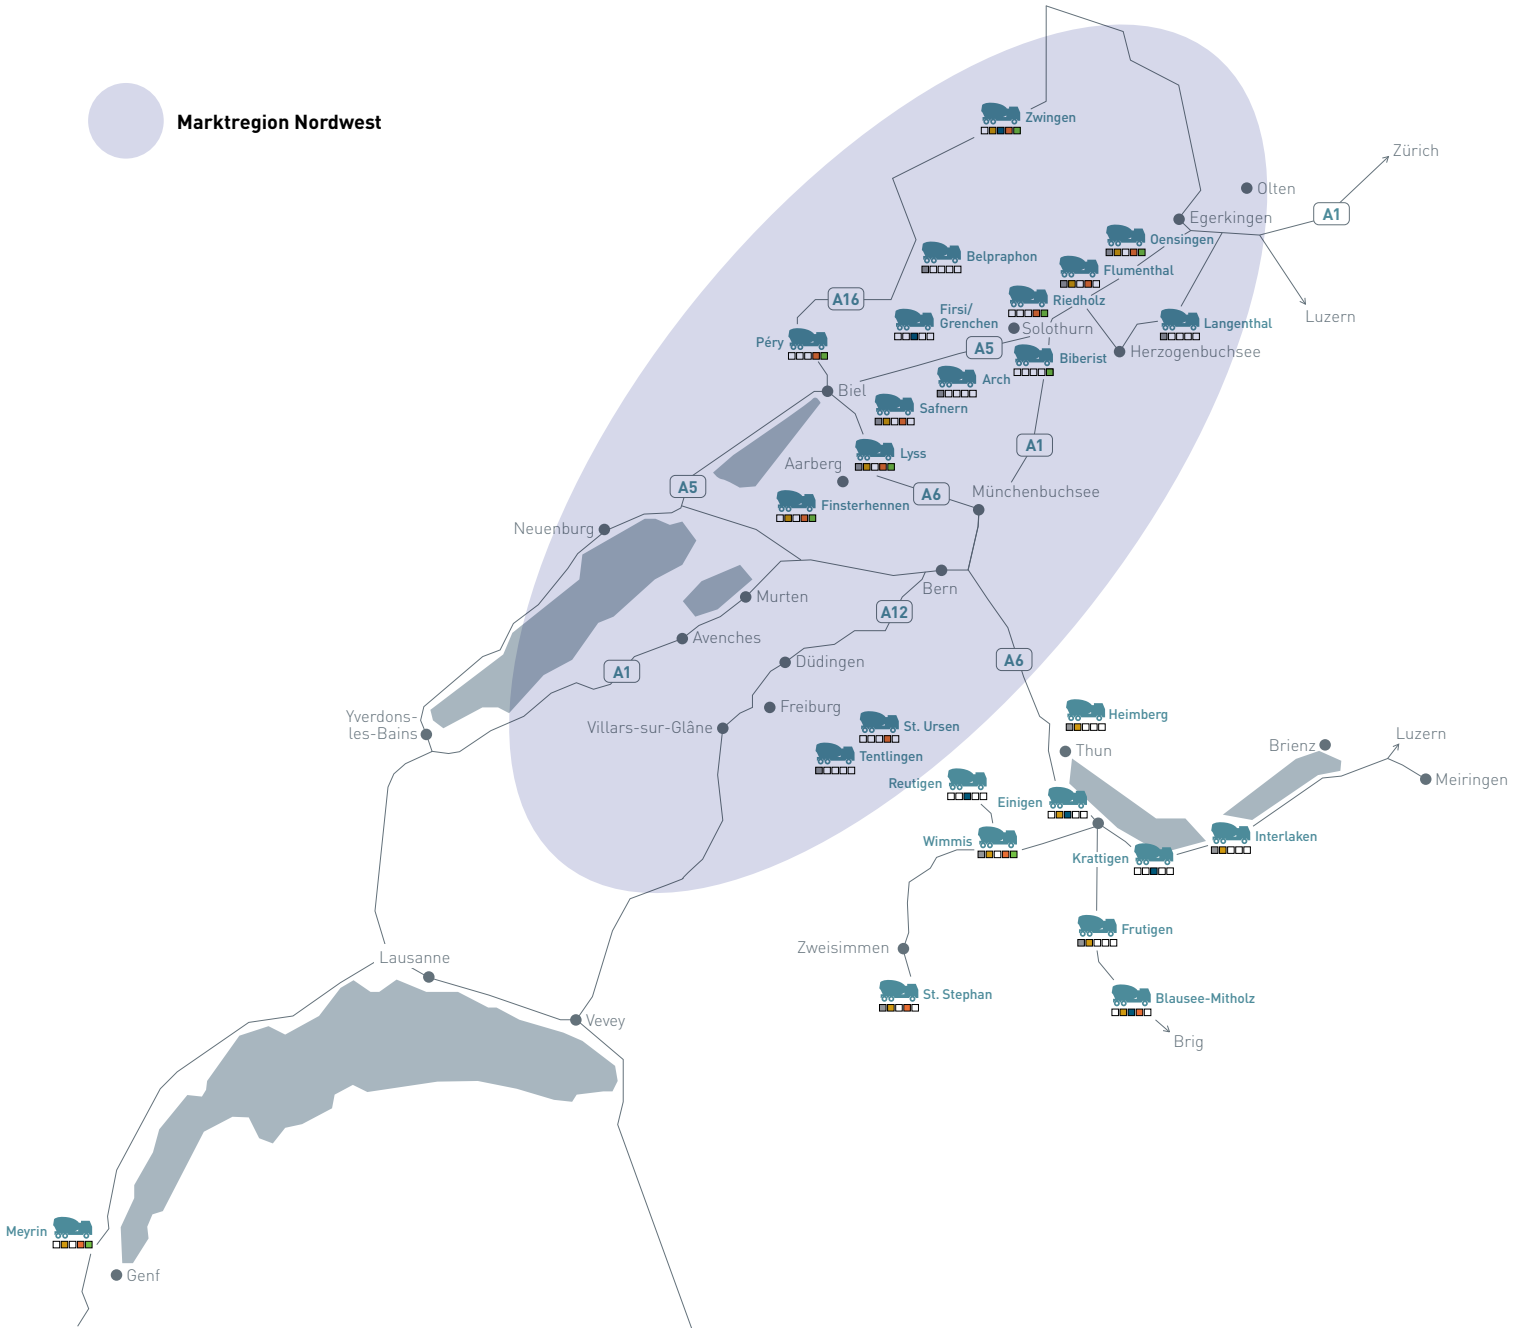 Marktregion Nordwest
Zwingen
Zürich
Olten
A1
Egerkingen
Oensingen
Belpraphon
Flumenthal
A16
Riedholz
Firsi/
Grenchen
Luzern
Langenthal
Solothurn
Péry
A5
Herzogenbuchsee
Biberist
Arch
Biel
Safnern
A1
Lyss
Aarberg
A5
A6
Münchenbuchsee
Finsterhennen
Neuenburg
Bern
Murten
A12
Avenches
A6
Düdingen
A1
Freiburg
Heimberg
Yverdons-
les-Bains
Villars-sur-Glâne
St. Ursen
Luzern
Brienz
Thun
Tentlingen
Meiringen
Reutigen
Einigen
Interlaken
Wimmis
Krattigen
Frutigen
Zweisimmen
Lausanne
St. Stephan
Blausee-Mitholz
Vevey
Brig
Meyrin
Genf